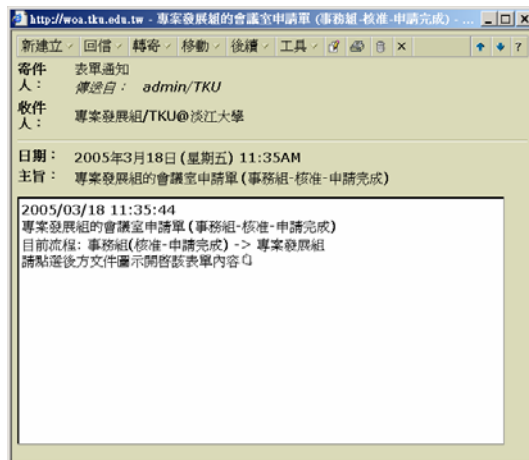 http://woa.tku.edu.tw - 專案發展組的會議室申請單 (事務組-核准-申請完成) - ...
新建立 回信 轉寄 移動 後續 工具
寄件人： 表單通知
傳送自： admin/TKU
收件人： 專案發展組/TKU@淡江大學
日期： 2005年3月18日 (星期五) 11:35AM
主旨： 專案發展組的會議室申請單 (事務組-核准-申請完成)
2005/03/18 11:35:44
專案發展組的會議室申請單 (事務組-核准-申請完成)
目前流程: 事務組(核准-申請完成) -> 專案發展組
請點選後方文件圖示開啟該表單內容